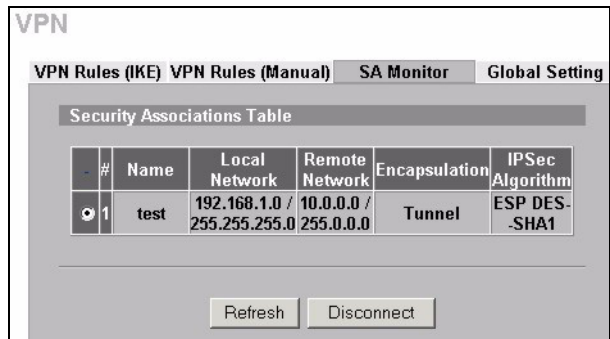 VPN
VPN Rules (IKE) VPN Rules (Manual) SA Monitor Global Setting
Security Associations Table
- # Name Local Network Remote Network Encapsulation IPSec Algorithm
1 test 192.168.1.0 / 255.255.255.0 10.0.0.0 / 255.0.0.0 Tunnel ESP DES--SHA1
Refresh Disconnect